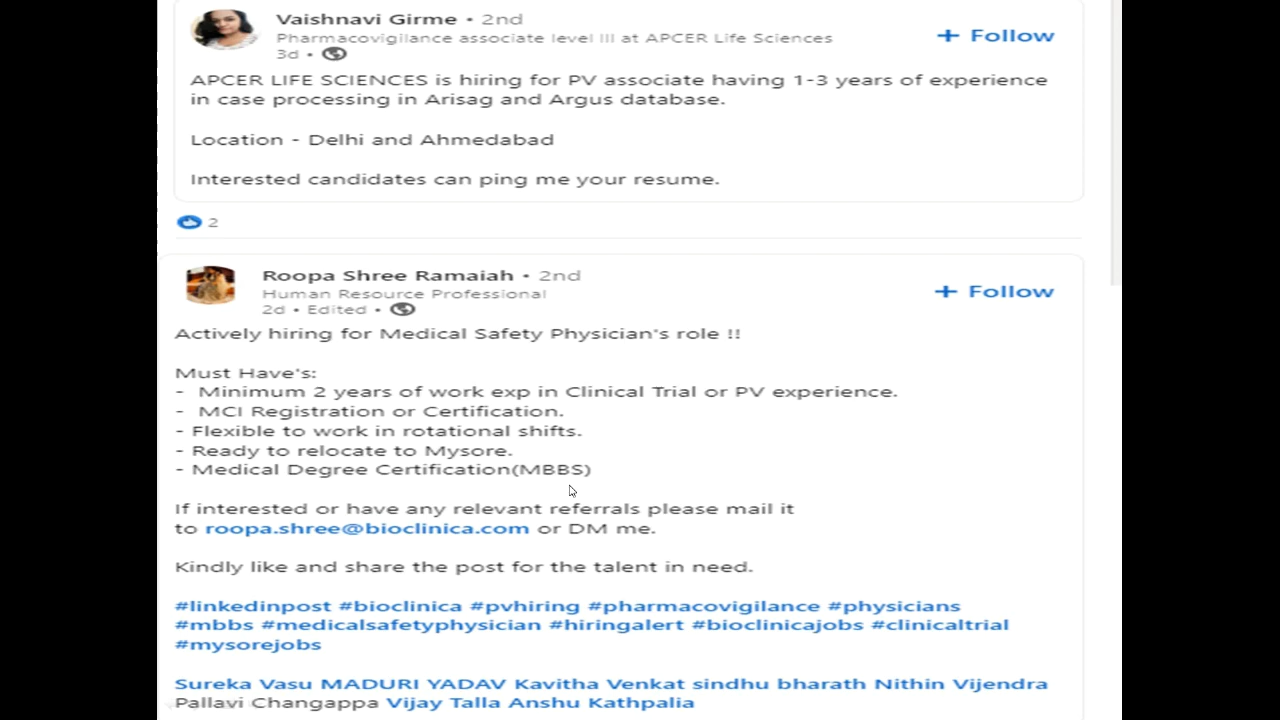 Vaishnavi Girme • 2nd
Pharmacovigilance associate level III at APCER Life Sciences
3d •
+ Follow
APCER LIFE SCIENCES is hiring for PV associate having 1-3 years of experience
in case processing in Arisag and Argus database.
Location - Delhi and Ahmedabad
Interested candidates can ping me your resume.
2
Roopa Shree Ramaiah • 2nd
Human Resource Professional
2d • Edited •
+ Follow
Actively hiring for Medical Safety Physician's role !!
Must Have's:
- Minimum 2 years of work exp in Clinical Trial or PV experience.
- MCI Registration or Certification.
- Flexible to work in rotational shifts.
- Ready to relocate to Mysore.
- Medical Degree Certification(MBBS)
If interested or have any relevant referrals please mail it
to roopa.shree@bioclinica.com or DM me.
Kindly like and share the post for the talent in need.
#linkedinpost #bioclinica #pvhiring #pharmacovigilance #physicians
#mbbs #medicalsafetyphysician #hiringalert #bioclinicajobs #clinicaltrial
#mysorejobs
Sureka Vasu MADURI YADAV Kavitha Venkat sindhu bharath Nithin Vijendra
Pallavi Changappa Vijay Talla Anshu Kathpalia